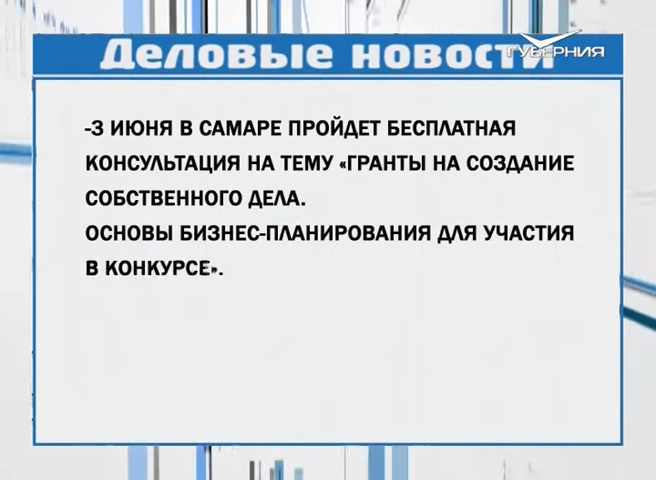 Деловые новости
ГУБЕРНИЯ
-3 ИЮНЯ В САМАРЕ ПРОЙДЕТ БЕСПЛАТНАЯ
КОНСУЛЬТАЦИЯ НА ТЕМУ «ГРАНТЫ НА СОЗДАНИЕ
СОБСТВЕННОГО ДЕЛА.
ОСНОВЫ БИЗНЕС-ПЛАНИРОВАНИЯ ДЛЯ УЧАСТИЯ
В КОНКУРСЕ».